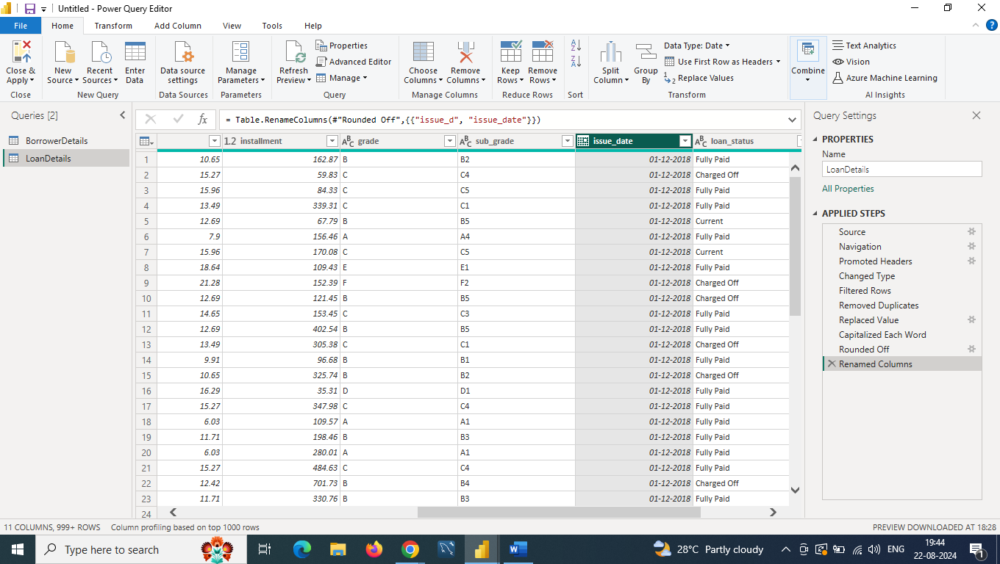 Untitled - Power Query Editor
File Home Transform Add Column View Tools Help
Close & Apply
New Source
Recent Sources
Enter Data
Data source settings
Manage Parameters
Refresh Preview
Properties
Advanced Editor
Manage
Choose Columns
Remove Columns
Keep Rows
Remove Rows
Split Column
Group By
Data Type: Date
Use First Row as Headers
Replace Values
Combine
Text Analytics
Vision
Azure Machine Learning
Close New Query Data Sources Parameters Query Manage Columns Reduce Rows Sort Transform AI Insights
Queries [2]
BorrowerDetails
LoanDetails
fx = Table.RenameColumns(#"Rounded Off",{{"issue_d", "issue_date"}})
1.2 installment ABC grade ABC sub_grade issue_date ABC loan_status
1 10.65 162.87 B B2 01-12-2018 Fully Paid
2 15.27 59.83 C C4 01-12-2018 Charged Off
3 15.96 84.33 C C5 01-12-2018 Fully Paid
4 13.49 339.31 C C1 01-12-2018 Fully Paid
5 12.69 67.79 B B5 01-12-2018 Current
6 7.9 156.46 A A4 01-12-2018 Fully Paid
7 15.96 170.08 C C5 01-12-2018 Current
8 18.64 109.43 E E1 01-12-2018 Fully Paid
9 21.28 152.39 F F2 01-12-2018 Charged Off
10 12.69 121.45 B B5 01-12-2018 Charged Off
11 14.65 153.45 C C3 01-12-2018 Fully Paid
12 12.69 402.54 B B5 01-12-2018 Fully Paid
13 13.49 305.38 C C1 01-12-2018 Charged Off
14 9.91 96.68 B B1 01-12-2018 Fully Paid
15 10.65 325.74 B B2 01-12-2018 Charged Off
16 16.29 35.31 D D1 01-12-2018 Fully Paid
17 15.27 347.98 C C4 01-12-2018 Fully Paid
18 6.03 109.57 A A1 01-12-2018 Fully Paid
19 11.71 198.46 B B3 01-12-2018 Fully Paid
20 6.03 280.01 A A1 01-12-2018 Fully Paid
21 15.27 484.63 C C4 01-12-2018 Fully Paid
22 12.42 701.73 B B4 01-12-2018 Charged Off
23 11.71 330.76 B B3 01-12-2018 Fully Paid
24
Query Settings
PROPERTIES
Name
LoanDetails
All Properties
APPLIED STEPS
Source
Navigation
Promoted Headers
Changed Type
Filtered Rows
Removed Duplicates
Replaced Value
Capitalized Each Word
Rounded Off
Renamed Columns
11 COLUMNS, 999+ ROWS Column profiling based on top 1000 rows PREVIEW DOWNLOADED AT 18:28
Type here to search
28°C Partly cloudy
ENG
19:44
22-08-2024
1